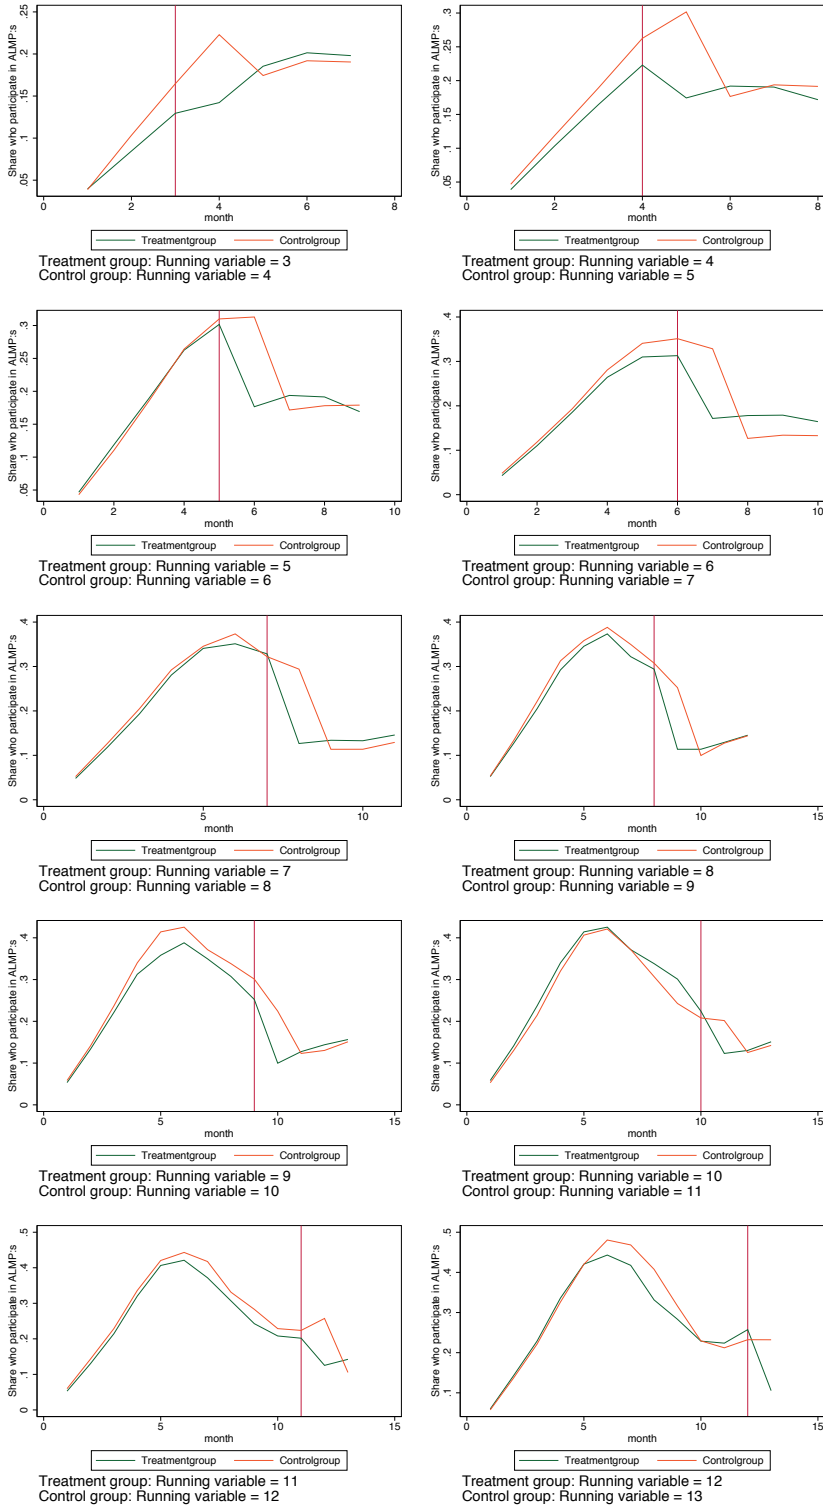 Share who participate in ALMP:s
.05 .1 .15 .2 .25
0 2 4 6 8
month
Treatmentgroup Controlgroup
Treatment group: Running variable = 3
Control group: Running variable = 4
Share who participate in ALMP:s
.05 .1 .15 .2 .25 .3
0 2 4 6 8
month
Treatmentgroup Controlgroup
Treatment group: Running variable = 4
Control group: Running variable = 5
Share who participate in ALMP:s
.05 .1 .15 .2 .25 .3
0 2 4 6 8 10
month
Treatmentgroup Controlgroup
Treatment group: Running variable = 5
Control group: Running variable = 6
Share who participate in ALMP:s
0 .1 .2 .3 .4
0 2 4 6 8 10
month
Treatmentgroup Controlgroup
Treatment group: Running variable = 6
Control group: Running variable = 7
Share who participate in ALMP:s
0 .1 .2 .3 .4
0 5 10
month
Treatmentgroup Controlgroup
Treatment group: Running variable = 7
Control group: Running variable = 8
Share who participate in ALMP:s
0 .1 .2 .3 .4
0 5 10 15
month
Treatmentgroup Controlgroup
Treatment group: Running variable = 8
Control group: Running variable = 9
Share who participate in ALMP:s
0 .1 .2 .3 .4
0 5 10 15
month
Treatmentgroup Controlgroup
Treatment group: Running variable = 9
Control group: Running variable = 10
Share who participate in ALMP:s
0 .1 .2 .3 .4
0 5 10 15
month
Treatmentgroup Controlgroup
Treatment group: Running variable = 10
Control group: Running variable = 11
Share who participate in ALMP:s
0 .1 .2 .3 .4 .5
0 5 10 15
month
Treatmentgroup Controlgroup
Treatment group: Running variable = 11
Control group: Running variable = 12
Share who participate in ALMP:s
.1 .2 .3 .4 .5
0 5 10 15
month
Treatmentgroup Controlgroup
Treatment group: Running variable = 12
Control group: Running variable = 13